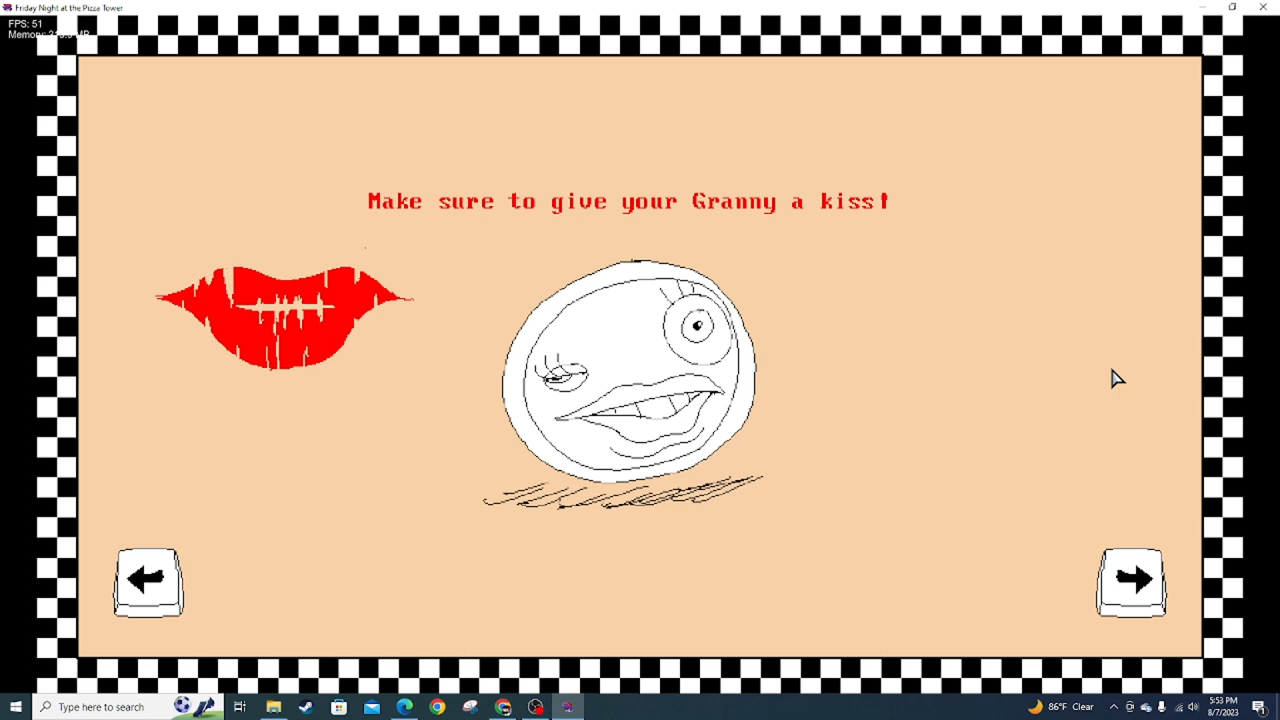 Friday Night at the Pizza Tower
FPS: 51
Make sure to give your Granny a kiss!
Type here to search
86°F Clear
5:53 PM
8/7/2023